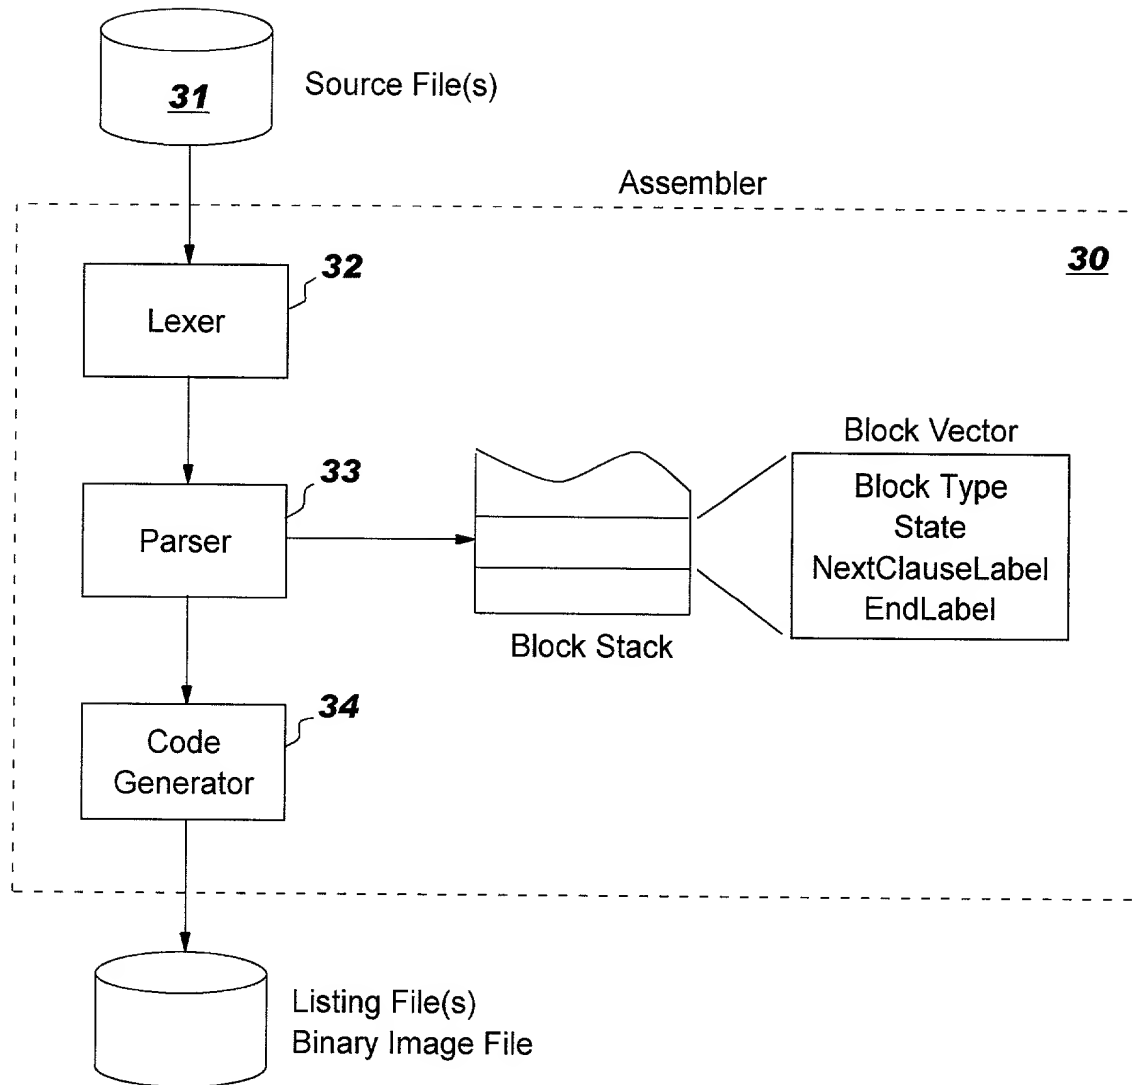 31
Source File(s)
Assembler
30
32
Lexer
33
Parser
Block Stack
Block Vector
Block Type
State
NextClauseLabel
EndLabel
34
Code
Generator
Listing File(s)
Binary Image File